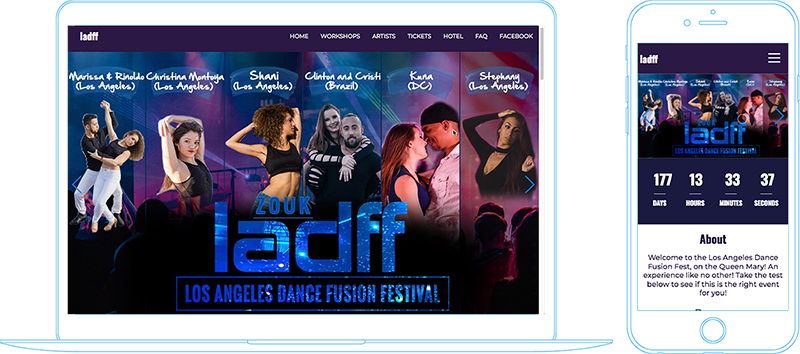 ladff
HOME WORKSHOPS ARTISTS TICKETS HOTEL FAQ FACEBOOK
Marissa & Rinoldo
(Los Angeles)
Christina Montoya
(Los Angeles)
Shani
(Los Angeles)
Clinton and Cristi
(Brazil)
Kuna
(DC)
Stephany
(Los Angeles)
ZOUK
ladff
LOS ANGELES DANCE FUSION FESTIVAL
ladff
ZOUK
ladff
LOS ANGELES DANCE FUSION FESTIVAL
177 13 33 37
DAYS HOURS MINUTES SECONDS
About
Welcome to the Los Angeles Dance
Fusion Fest, on the Queen Mary! An
experience like no other! Take the test
below to see if this is the right event
for you!